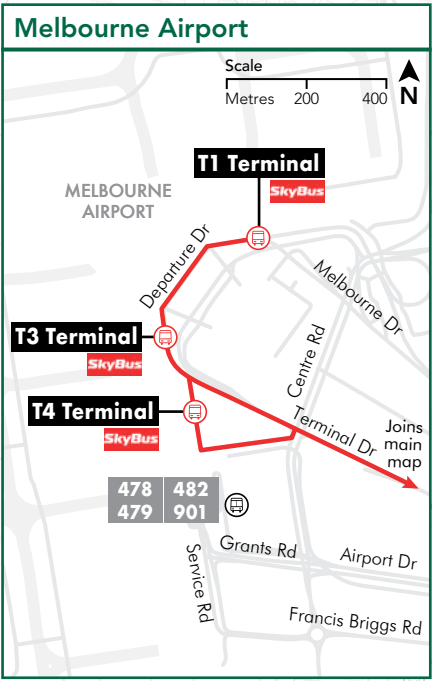 Melbourne Airport
Scale
Metres 200 400
N
T1 Terminal
SkyBus
MELBOURNE
AIRPORT
Departure Dr
Melbourne Dr
T3 Terminal
SkyBus
Centre Rd
T4 Terminal
SkyBus
Terminal Dr
Joins
main
map
478 482
479 901
Service Rd
Grants Rd
Airport Dr
Francis Briggs Rd